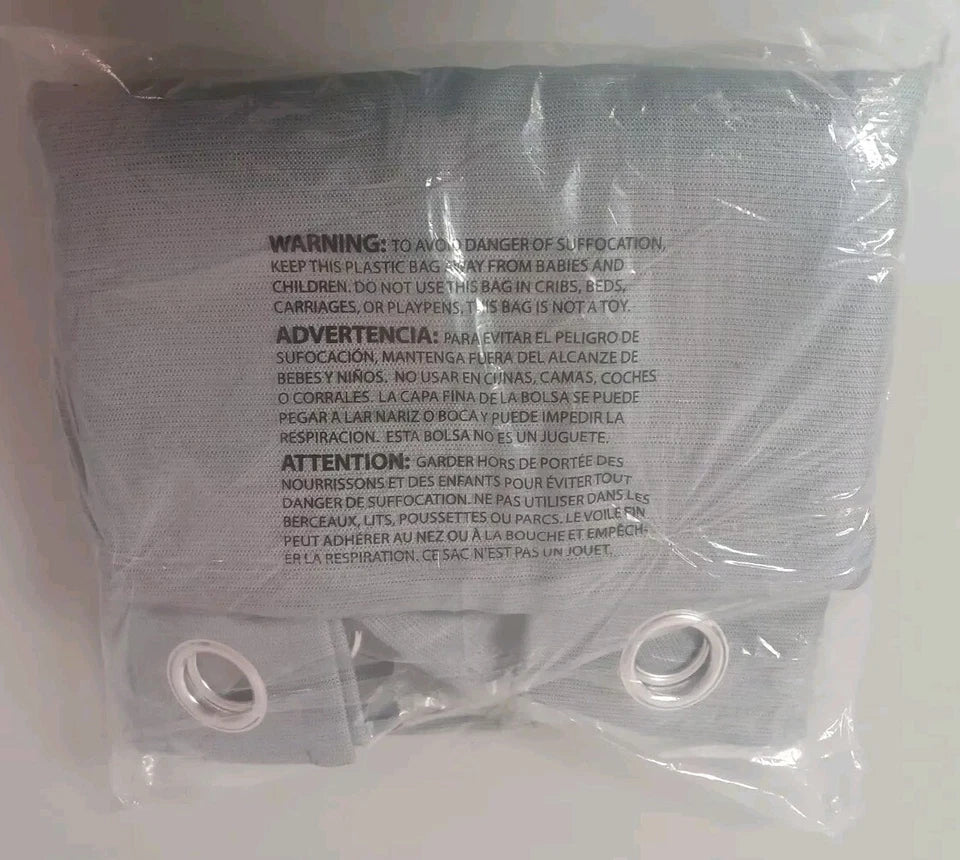 WARNING: TO AVOID DANGER OF SUFFOCATION,
KEEP THIS PLASTIC BAG AWAY FROM BABIES AND
CHILDREN. DO NOT USE THIS BAG IN CRIBS, BEDS,
CARRIAGES, OR PLAYPENS, THIS BAG IS NOT A TOY.
ADVERTENCIA: PARA EVITAR EL PELIGRO DE
SUFOCACIÓN, MANTENGA FUERA DEL ALCANZE DE
BEBES Y NIÑOS. NO USAR EN CUNAS, CAMAS, COCHES
O CORRALES. LA CAPA FINA DE LA BOLSA SE PUEDE
PEGAR A LAR NARIZ O BOCA Y PUEDE IMPEDIR LA
RESPIRACION. ESTA BOLSA NO ES UN JUGUETE.
ATTENTION: GARDER HORS DE PORTÉE DES
NOURRISSONS ET DES ENFANTS POUR ÉVITER TOUT
DANGER DE SUFFOCATION. NE PAS UTILISER DANS LES
BERCEAUX, LITS, POUSSETTES OU PARCS. LE VOILE FIN
PEUT ADHÉRER AU NEZ OU À LA BOUCHE ET EMPÊCH-
ER LA RESPIRATION. CE SAC N'EST PAS UN JOUET.